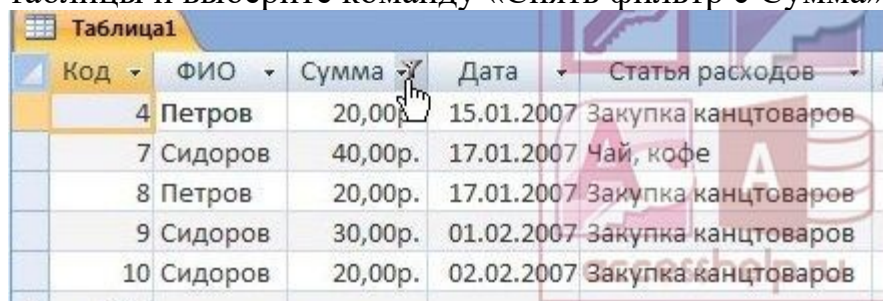 таблицы и выберите команду «Снять фильтр с Сумма»
Таблица1
Код ФИО Сумма Дата Статья расходов
4 Петров 20,00р. 15.01.2007 Закупка канцтоваров
7 Сидоров 40,00р. 17.01.2007 Чай, кофе
8 Петров 20,00р. 17.01.2007 Закупка канцтоваров
9 Сидоров 30,00р. 01.02.2007 Закупка канцтоваров
10 Сидоров 20,00р. 02.02.2007 Закупка канцтоваров
A
accesshelp.ru